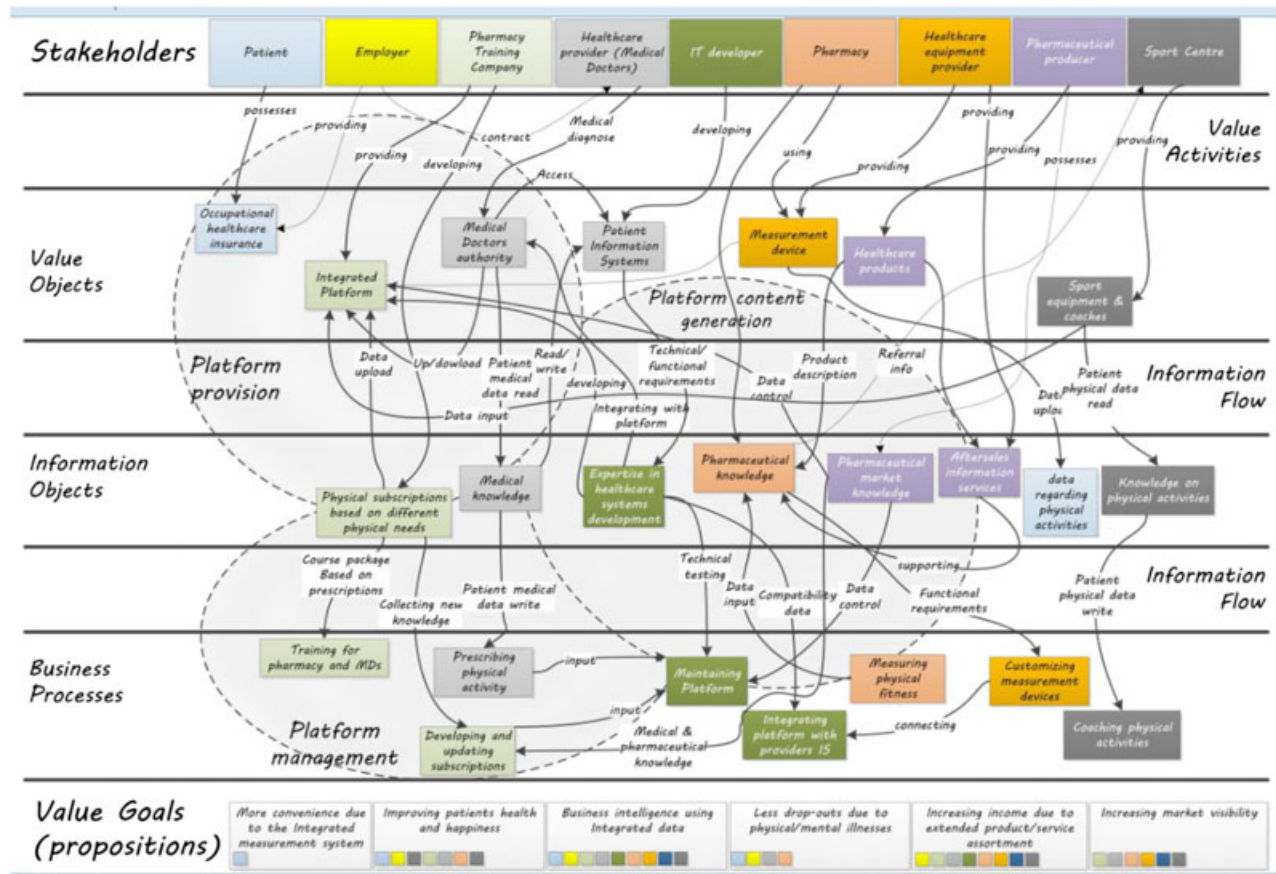 Stakeholders
Patient
Employer
Pharmacy
Training
Company
Healthcare
provider (Medical
Doctors)
IT developer
Pharmacy
Healthcare
equipment
provider
Pharmaceutical
producer
Sport Centre
possesses
providing
providing
contract
developing
Medical
diagnose
Access
developing
using
providing
providing
possesses
providing
Value
Activities
Value
Objects
Occupational
healthcare
insurance
Integrated
Platform
Medical
Doctors
authority
Patient
Information
Systems
Measurement
device
Healthcare
products
Sport
equipment &
coaches
Platform content
generation
Platform
provision
Data
upload
Up/dowload
Patient
medical
data read
Read/
write
developing
Technical/
functional
requirements
Integrating with
platform
Data
control
Product
description
Referral
info
Data
Patient
physical data
read
Data input
Information
Flow
Information
Objects
Physical subscriptions
based on different
physical needs
Medical
knowledge
Expertise in
healthcare
systems
development
Pharmaceutical
knowledge
Pharmaceutical
market
knowledge
Aftersales
information
services
data
regarding
physical
activities
Knowledge on
physical activities
Course package
Based on
prescriptions
Collecting new
knowledge
Patient medical
data write
Technical
testing
Data
input
Compatibility
data
Data
control
supporting
Functional
requirements
Patient
physical data
write
Information
Flow
Business
Processes
Training for
pharmacy and MDs
Prescribing
physical
activity
input
Maintaining
Platform
Measuring
physical
fitness
Customizing
measurement
devices
Platform
management
Developing and
updating
subscriptions
input
Medical &
pharmaceutical
knowledge
Integrating
platform with
providers IS
connecting
Coaching physical
activities
Value Goals
(propositions)
More convenience due
to the Integrated
measurement system
Improving patients health
and happiness
Business intelligence using
Integrated data
Less drop-outs due to
physical/mental illnesses
Increasing income due to
extended product/service
assortment
Increasing market visibility